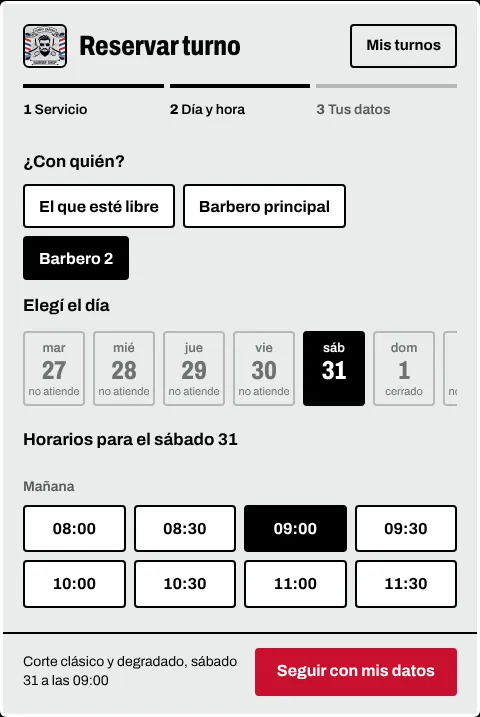 Reservar turno
Mis turnos
1 Servicio
2 Día y hora
3 Tus datos
¿Con quién?
El que esté libre
Barbero principal
Barbero 2
Elegí el día
mar
27
no atiende
mié
28
no atiende
jue
29
no atiende
vie
30
no atiende
sáb
31
dom
1
cerrado
Horarios para el sábado 31
Mañana
08:00
08:30
09:00
09:30
10:00
10:30
11:00
11:30
Corte clásico y degradado, sábado
31 a las 09:00
Seguir con mis datos